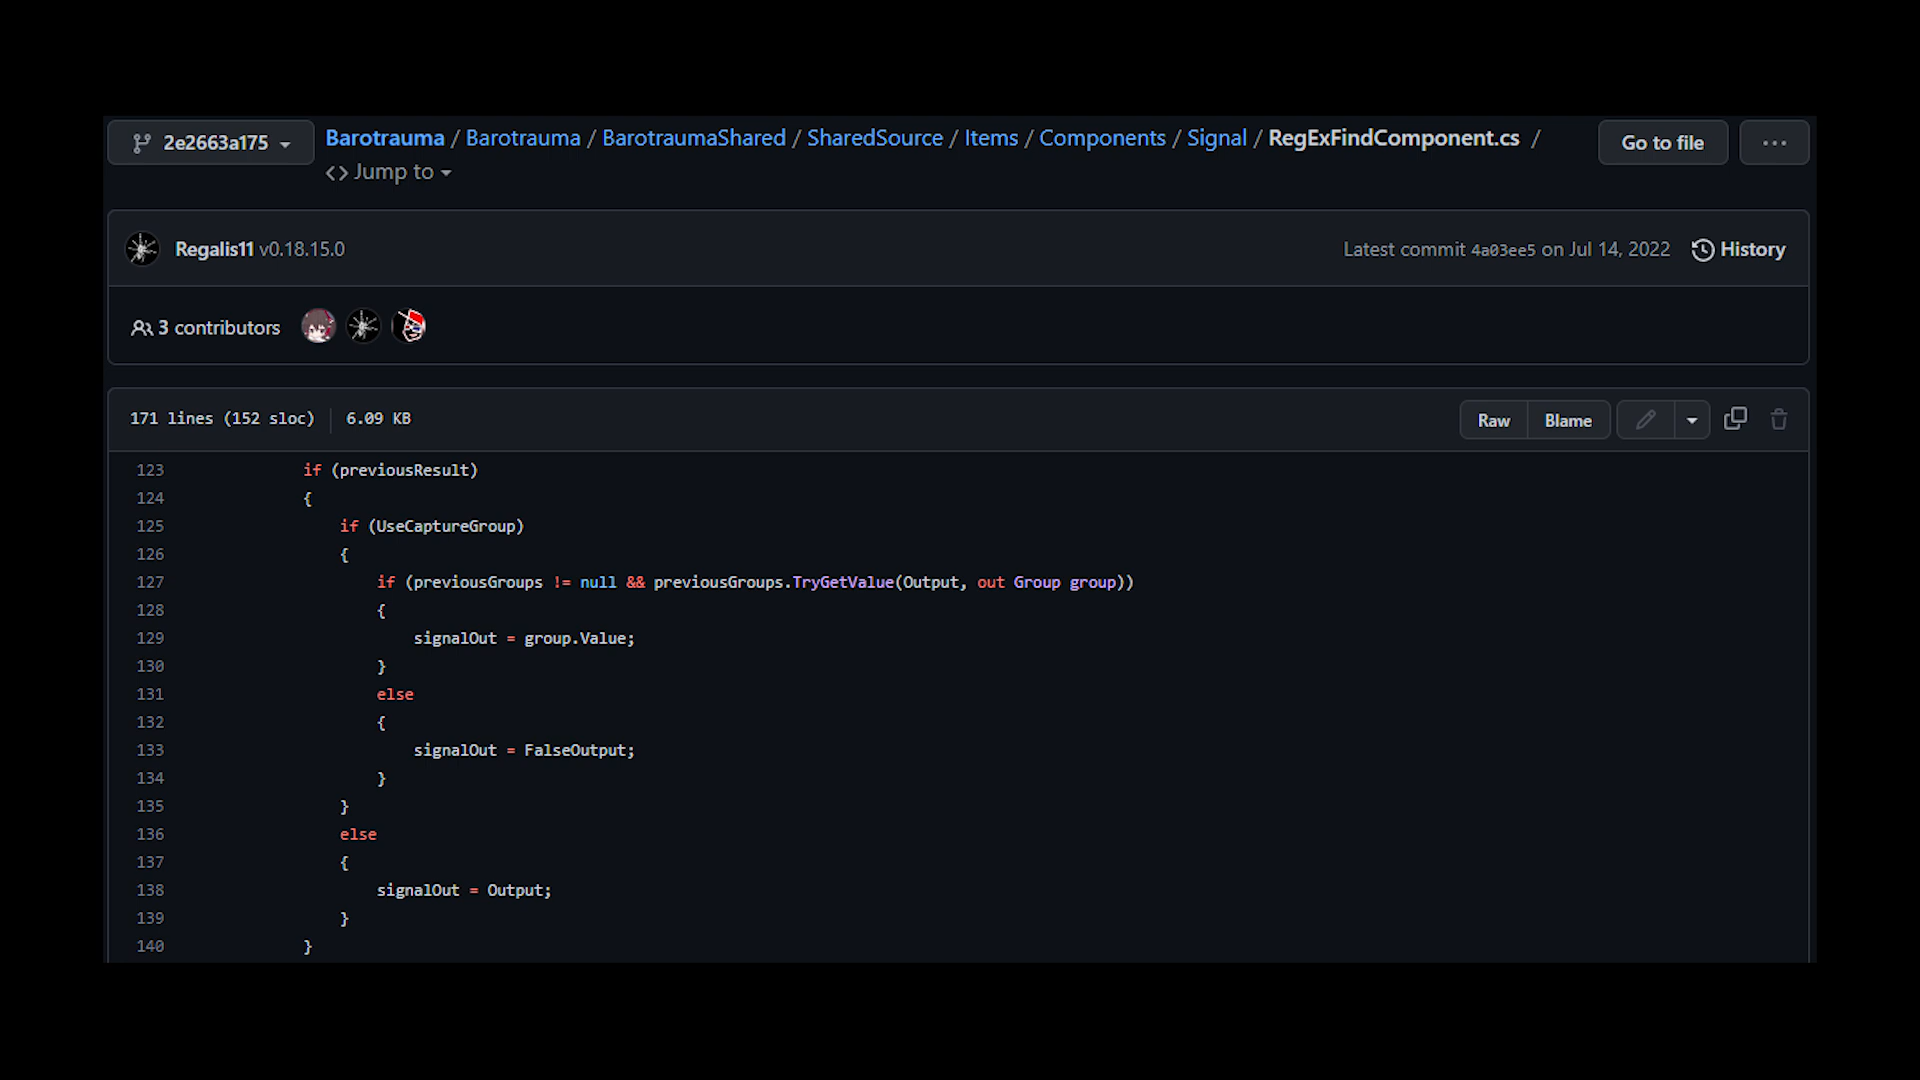 2e2663a175
Barotrauma / Barotrauma / BarotraumaShared / SharedSource / Items / Components / Signal / RegExFindComponent.cs /
<> Jump to
Go to file
...
Regalis11 v0.18.15.0
Latest commit 4a03ee5 on Jul 14, 2022
History
3 contributors
171 lines (152 sloc)
6.09 KB
Raw
Blame
123 if (previousResult)
124 {
125 if (UseCaptureGroup)
126 {
127 if (previousGroups != null && previousGroups.TryGetValue(Output, out Group group))
128 {
129 signalOut = group.Value;
130 }
131 else
132 {
133 signalOut = FalseOutput;
134 }
135 }
136 else
137 {
138 signalOut = Output;
139 }
140 }